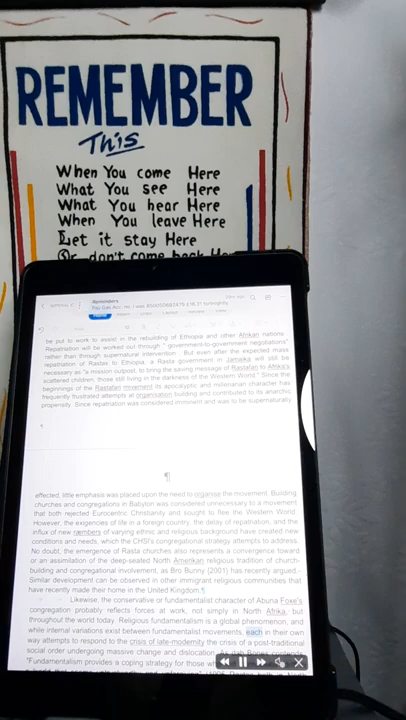 REMEMBER
This
When You come Here
What You see Here
What You hear Here
When You leave Here
Let it stay Here
Or don't come back Here
Remembers
be put to work to assist in the rebuilding of Ethiopia and other Afrikan nations
Repatriation will be worked out through " government-to-government negotiations"
rather than through supernatural intervention . But even after the expected mass
repatriation of Rastas to Ethiopia, a Rasta government in Jamaica will still be
necessary as "a mission outpost, to bring the saving message of Rastafari to Afrika's
scattered children, those still living in the darkness of the Western World." Since the
beginnings of the Rastafari movement its apocalyptic and millenarian character has
frequently frustrated attempts at organisation building and contributed to its anarchic
propensity. Since repatriation was considered imminent and to be supernaturally
¶
¶
effected, little emphasis was placed upon the need to organise the movement. Building
churches and congregations in Babylon was considered unnecessary to a movement
that both rejected Eurocentric Christianity and sought to flee the Western World.
However, the exigencies of life in a foreign country, the delay of repatriation, and the
influx of new members of varying ethnic and religious background have created new
conditions and needs, which the CHSI's congregational strategy attempts to address.
No doubt, the emergence of Rasta churches also represents a convergence toward
or an assimilation of the deep-seated North Amerikan religious tradition of church-
building and congregational involvement, as Bro Bunny (2001) has recently argued.
Similar development can be observed in other immigrant religious communities that
have recently made their home in the United Kingdom.¶
Likewise, the conservative or fundamentalist character of Abuna Foxe's
congregation probably reflects forces at work, not simply in North Afrika, but
throughout the world today. Religious fundamentalism is a global phenomenon, and
while internal variations exist between fundamentalist movements, each in their own
way attempts to respond to the crisis of late-modernity the crisis of a post-traditional
social order undergoing massive change and dislocation.
"Fundamentalism provides a coping strategy for those